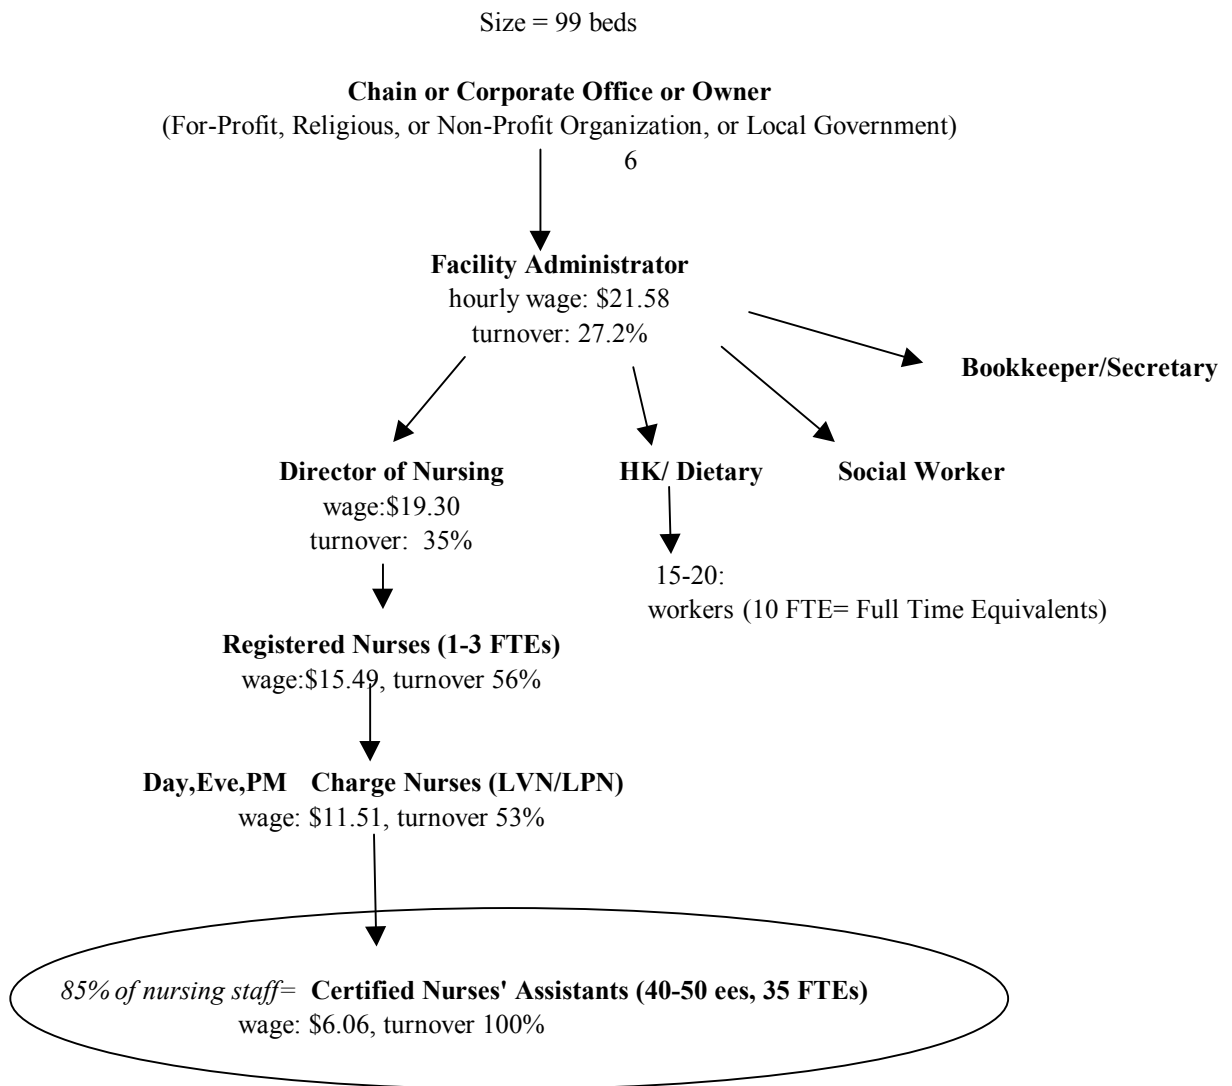 Size = 99 beds
Chain or Corporate Office or Owner
(For-Profit, Religious, or Non-Profit Organization, or Local Government)
6
Facility Administrator
hourly wage: $21.58
turnover: 27.2%
Bookkeeper/Secretary
Director of Nursing
wage:$19.30
turnover: 35%
HK/ Dietary
Social Worker
15-20:
workers (10 FTE= Full Time Equivalents)
Registered Nurses (1-3 FTEs)
wage:$15.49, turnover 56%
Day,Eve,PM Charge Nurses (LVN/LPN)
wage: $11.51, turnover 53%
85% of nursing staff= Certified Nurses' Assistants (40-50 ees, 35 FTEs)
wage: $6.06, turnover 100%